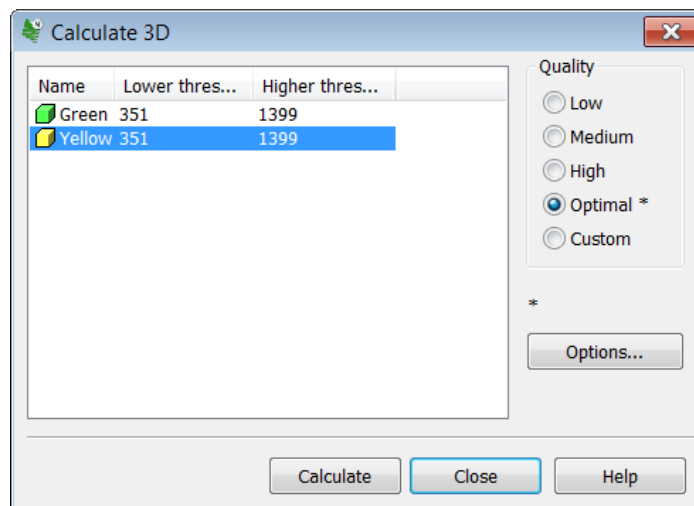 Calculate 3D
Name Lower thres... Higher thres...
Green 351 1399
Yellow 351 1399
Quality
Low
Medium
High
Optimal *
Custom
*
Options...
Calculate Close Help